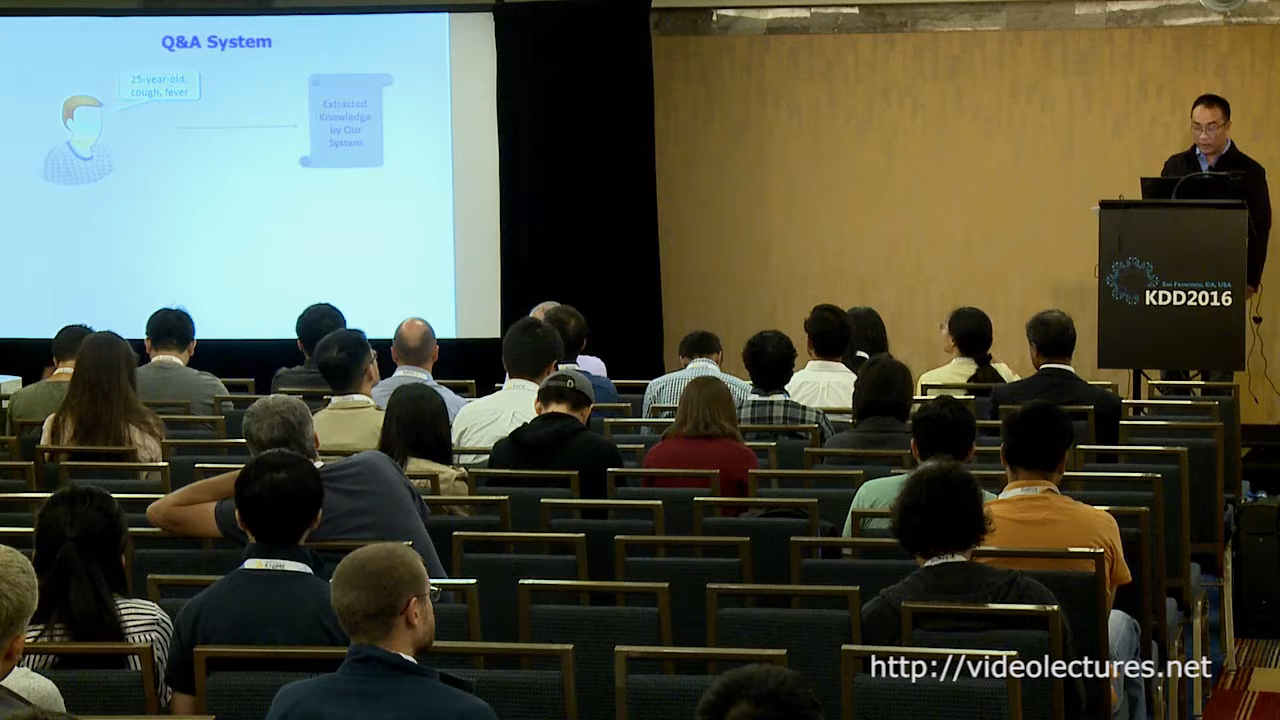 Q&A System
25-year-old,
cough, fever
Extracted
Knowledge
by Our
System
San Francisco, CA, USA
KDD2016
KNIME
http://videolectures.net